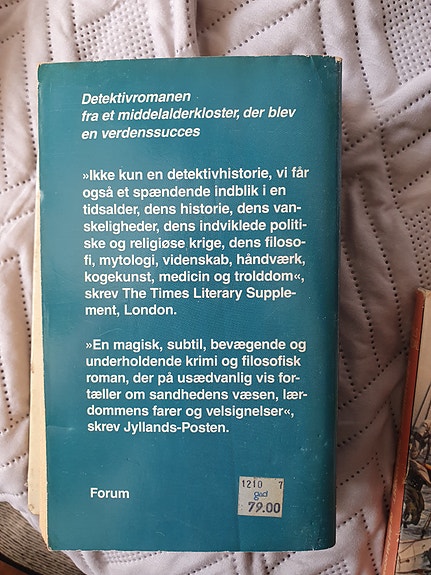 Detektivromanen
fra et middelalderkloster, der blev
en verdenssucces
»Ikke kun en detektivhistorie, vi får
også et spændende indblik i en
tidsalder, dens historie, dens van-
skeligheder, dens indviklede politi-
ske og religiøse krige, dens filoso-
fi, mytologi, videnskab, håndværk,
kogekunst, medicin og trolddom«,
skrev The Times Literary Supple-
ment, London.
»En magisk, subtil, bevægende og
underholdende krimi og filosofisk
roman, der på usædvanlig vis for-
tæller om sandhedens væsen, lær-
dommens farer og velsignelser«,
skrev Jyllands-Posten.
Forum
1210 7
gad
79.00